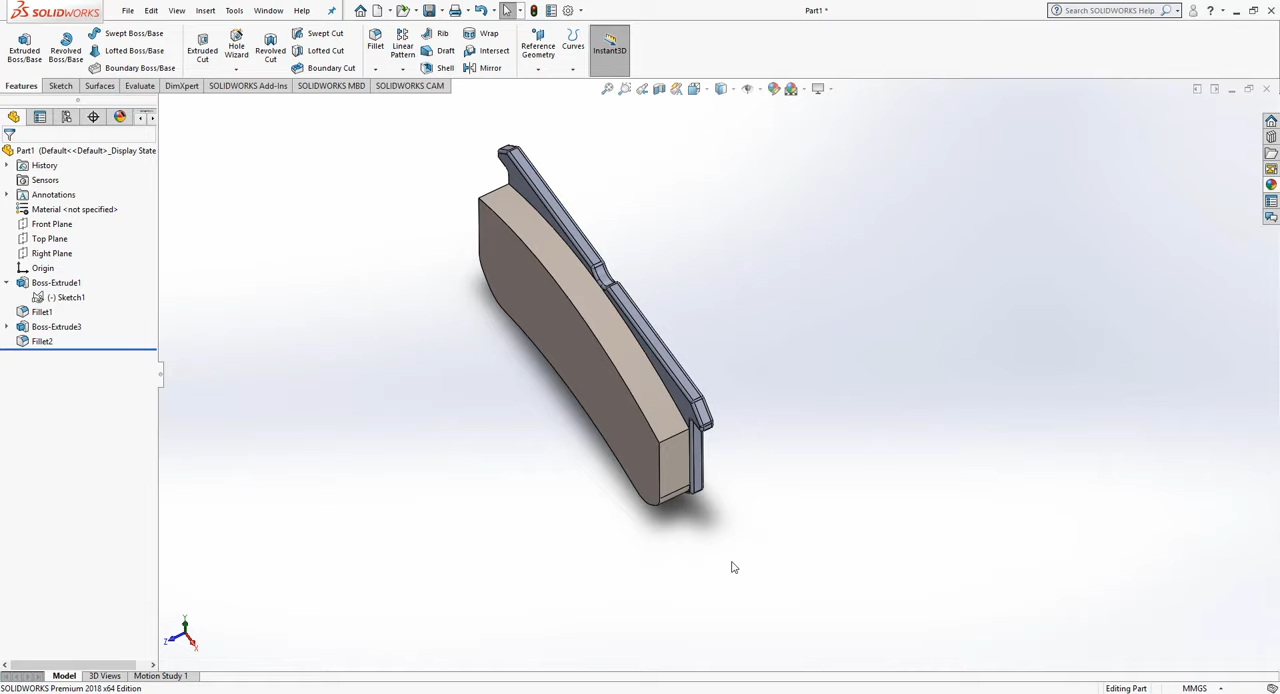 SOLIDWORKS
File Edit View Insert Tools Window Help
Part1 *
Search SOLIDWORKS Help
Extruded Boss/Base
Revolved Boss/Base
Swept Boss/Base
Lofted Boss/Base
Boundary Boss/Base
Extruded Cut
Hole Wizard
Revolved Cut
Swept Cut
Lofted Cut
Boundary Cut
Fillet
Linear Pattern
Rib
Draft
Shell
Wrap
Intersect
Mirror
Reference Geometry
Curves
Instant3D
Features Sketch Surfaces Evaluate DimXpert SOLIDWORKS Add-Ins SOLIDWORKS MBD SOLIDWORKS CAM
Part1 (Default<<Default>_Display State
History
Sensors
Annotations
Material <not specified>
Front Plane
Top Plane
Right Plane
Origin
Boss-Extrude1
(-) Sketch1
Fillet1
Boss-Extrude3
Fillet2
Y
Z
X
Model 3D Views Motion Study 1
SOLIDWORKS Premium 2018 x64 Edition
Editing Part
MMGS